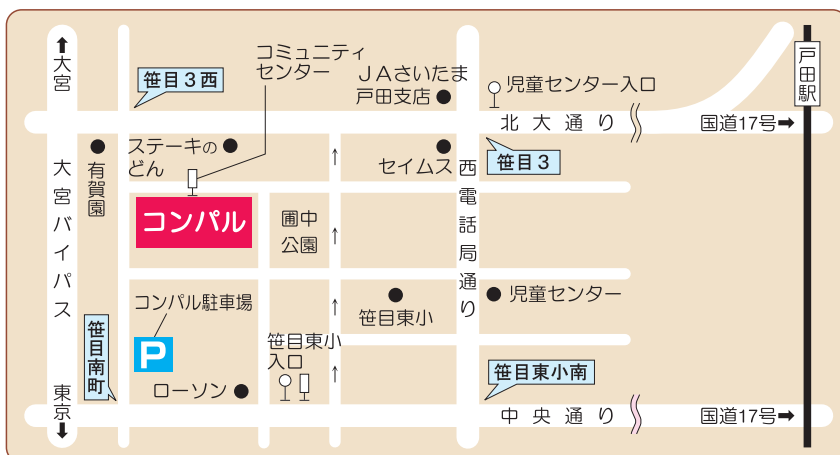 大宮
大宮バイパス
東京
笹目3西
コミュニティ
センター
JAさいたま
戸田支店
児童センター入口
戸田駅
北大通り
国道17号
有賀園
ステーキの
どん
セイムス
笹目3
西電話局通り
コンパル
圃中
公園
コンパル駐車場
P
笹目南町
ローソン
笹目東小
入口
笹目東小
児童センター
笹目東小南
中央通り
国道17号